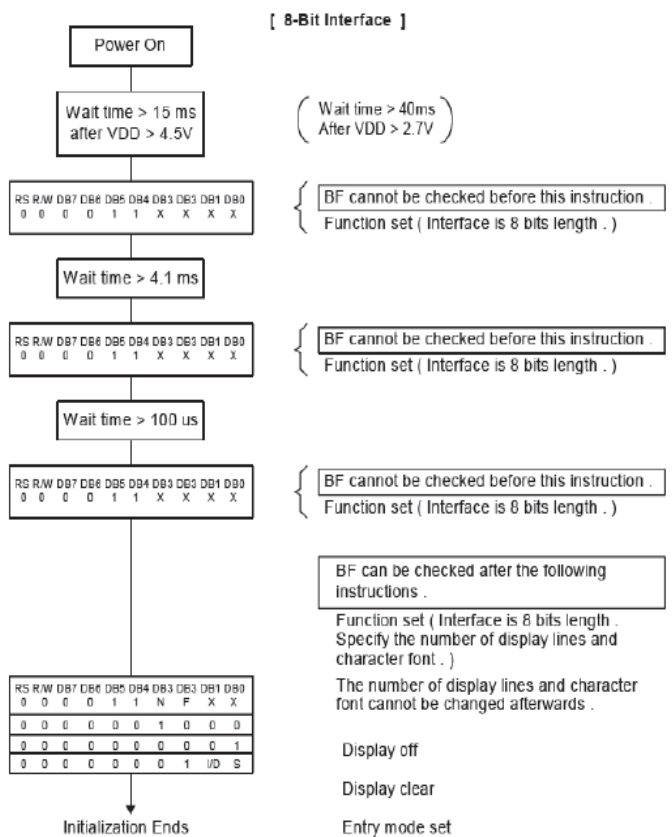 [ 8-Bit Interface ]
Power On
Wait time > 15 ms
after VDD > 4.5V
Wait time > 40ms
After VDD > 2.7V
RS R/W DB7 DB6 DB5 DB4 DB3 DB3 DB1 DB0
0 0 0 0 1 1 X X X X
BF cannot be checked before this instruction .
Function set ( Interface is 8 bits length . )
Wait time > 4.1 ms
RS R/W DB7 DB6 DB5 DB4 DB3 DB3 DB1 DB0
0 0 0 0 1 1 X X X X
BF cannot be checked before this instruction .
Function set ( Interface is 8 bits length . )
Wait time > 100 us
RS R/W DB7 DB6 DB5 DB4 DB3 DB3 DB1 DB0
0 0 0 0 1 1 X X X X
BF cannot be checked before this instruction .
Function set ( Interface is 8 bits length . )
BF can be checked after the following
instructions .
Function set ( Interface is 8 bits length .
Specify the number of display lines and
character font . )
The number of display lines and character
font cannot be changed afterwards .
RS R/W DB7 DB6 DB5 DB4 DB3 DB3 DB1 DB0
0 0 0 0 1 1 N F X X
0 0 0 0 0 0 1 0 0 0
0 0 0 0 0 0 0 0 0 1
0 0 0 0 0 0 0 1 I/D S
Display off
Display clear
Entry mode set
Initialization Ends